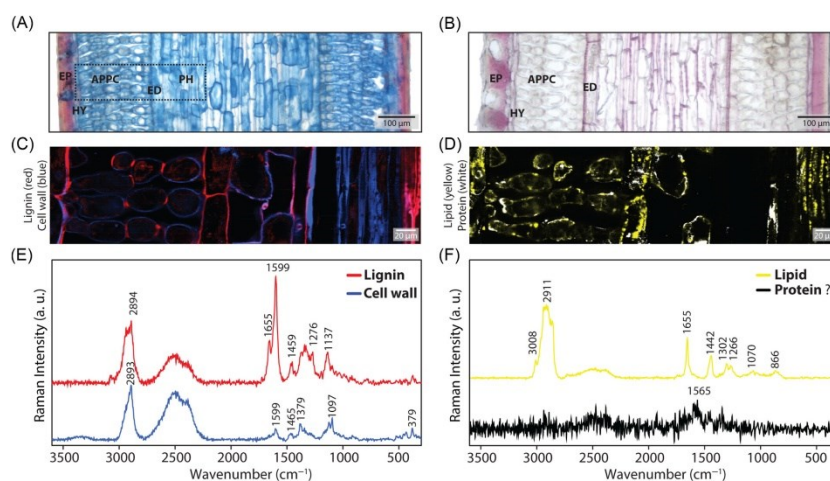 (A)
EP
APPC
PH
ED
HY
100 μm
(B)
EP
APPC
ED
HY
100 μm
(C)
Lignin (red)
Cell wall (blue)
20 μm
(D)
Lipid (yellow)
Protein (white)
20 μm
(E)
Raman Intensity (a. u.)
Lignin
Cell wall
2894
1655
1599
1459
1276
1137
2893
1599
1465
1379
1097
379
3500 3000 2500 2000 1500 1000 500
Wavenumber (cm⁻¹)
(F)
Raman Intensity (a. u.)
Lipid
Protein ?
3008
2911
1655
1442
1302
1266
1070
866
1565
3500 3000 2500 2000 1500 1000 500
Wavenumber (cm⁻¹)